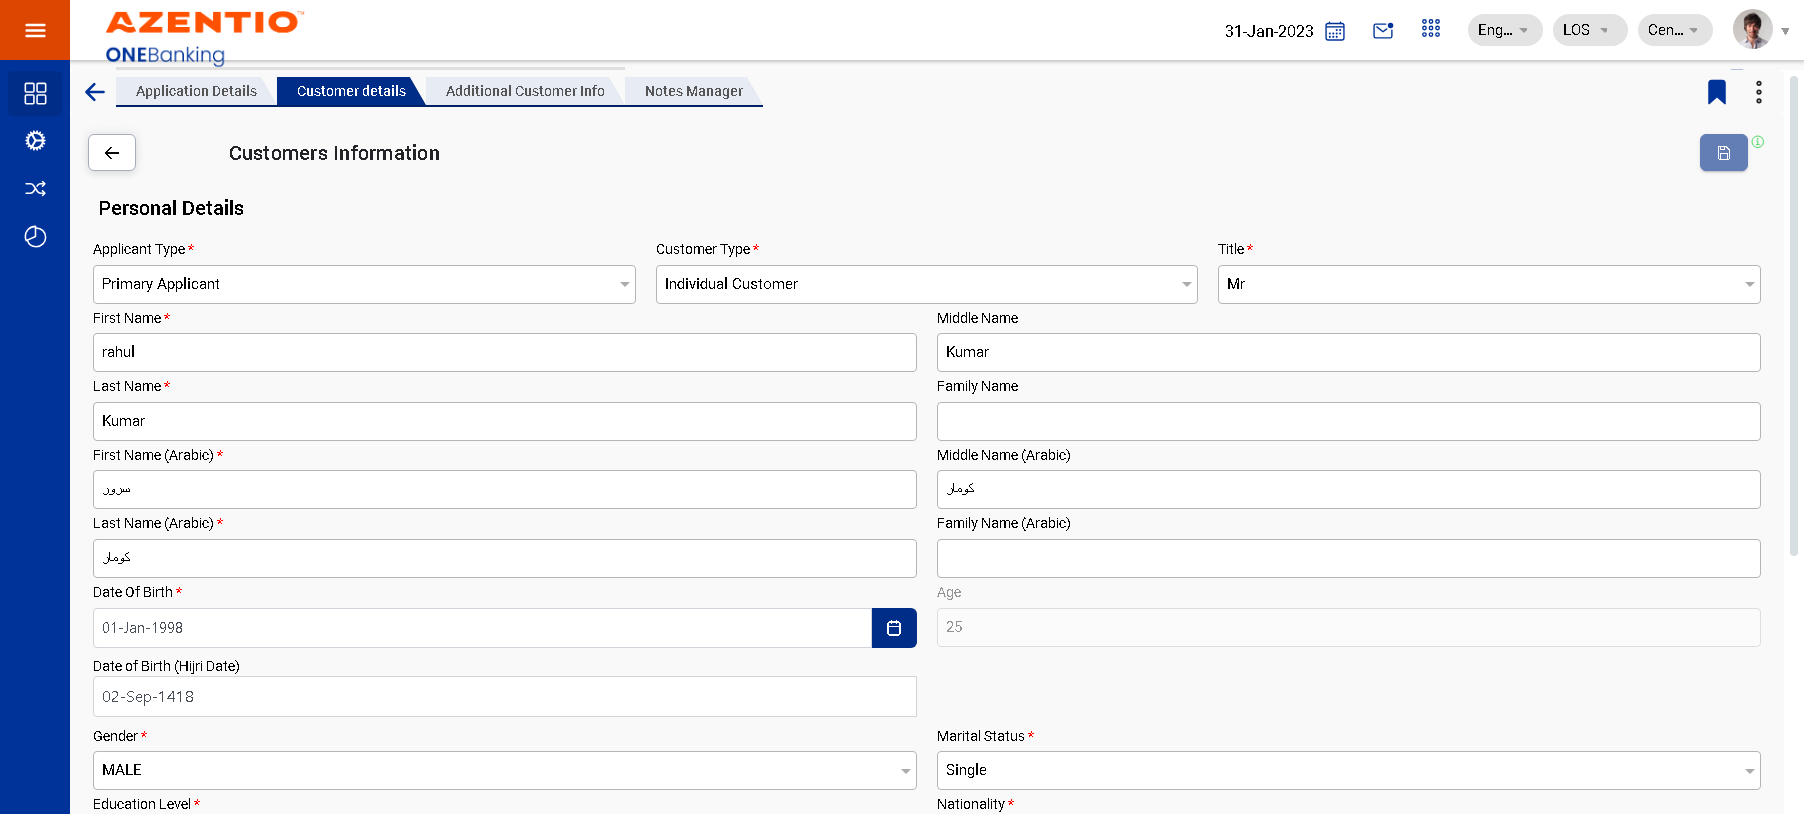 AZENTIO™
ONEBanking
31-Jan-2023
Eng...
LOS
Cen...
Application Details
Customer details
Additional Customer Info
Notes Manager
Customers Information
Personal Details
Applicant Type *
Customer Type *
Title *
Primary Applicant
Individual Customer
Mr
First Name *
Middle Name
rahul
Kumar
Last Name *
Family Name
Kumar
First Name (Arabic) *
Middle Name (Arabic)
سرور
كومار
Last Name (Arabic) *
Family Name (Arabic)
كومار
Date Of Birth *
Age
01-Jan-1998
25
Date of Birth (Hijri Date)
02-Sep-1418
Gender *
Marital Status *
MALE
Single
Education Level *
Nationality *